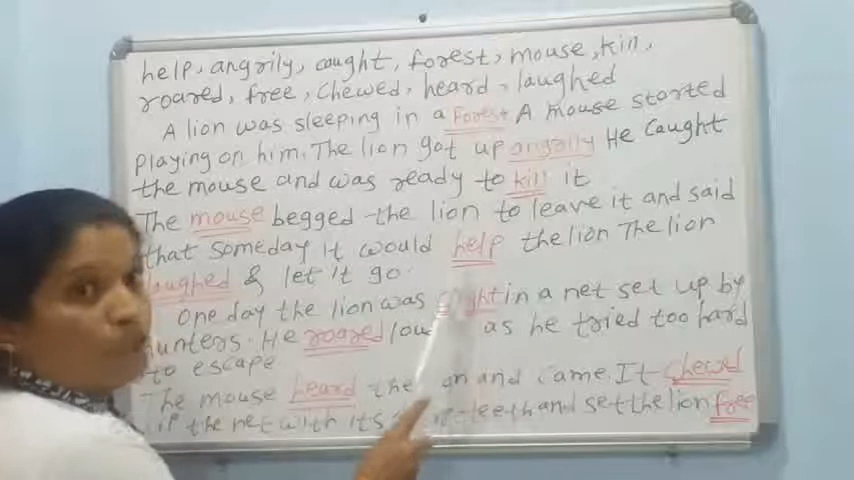 help, angrily, caught, forest, mouse, kill,
roared, free, chewed, heard, laughed
A lion was sleeping in a Forest A mouse started
Playing on him. The lion got up angrily He caught
the mouse and was ready to kill it
The mouse begged the lion to leave it and said
that someday it would help the lion The lion
laughed & let it go.
One day the lion was in a net set up by
hunters. He roared as he tried too hard
to escape
The mouse heard the and came. It chewed
the net with its teeth and set the lion free